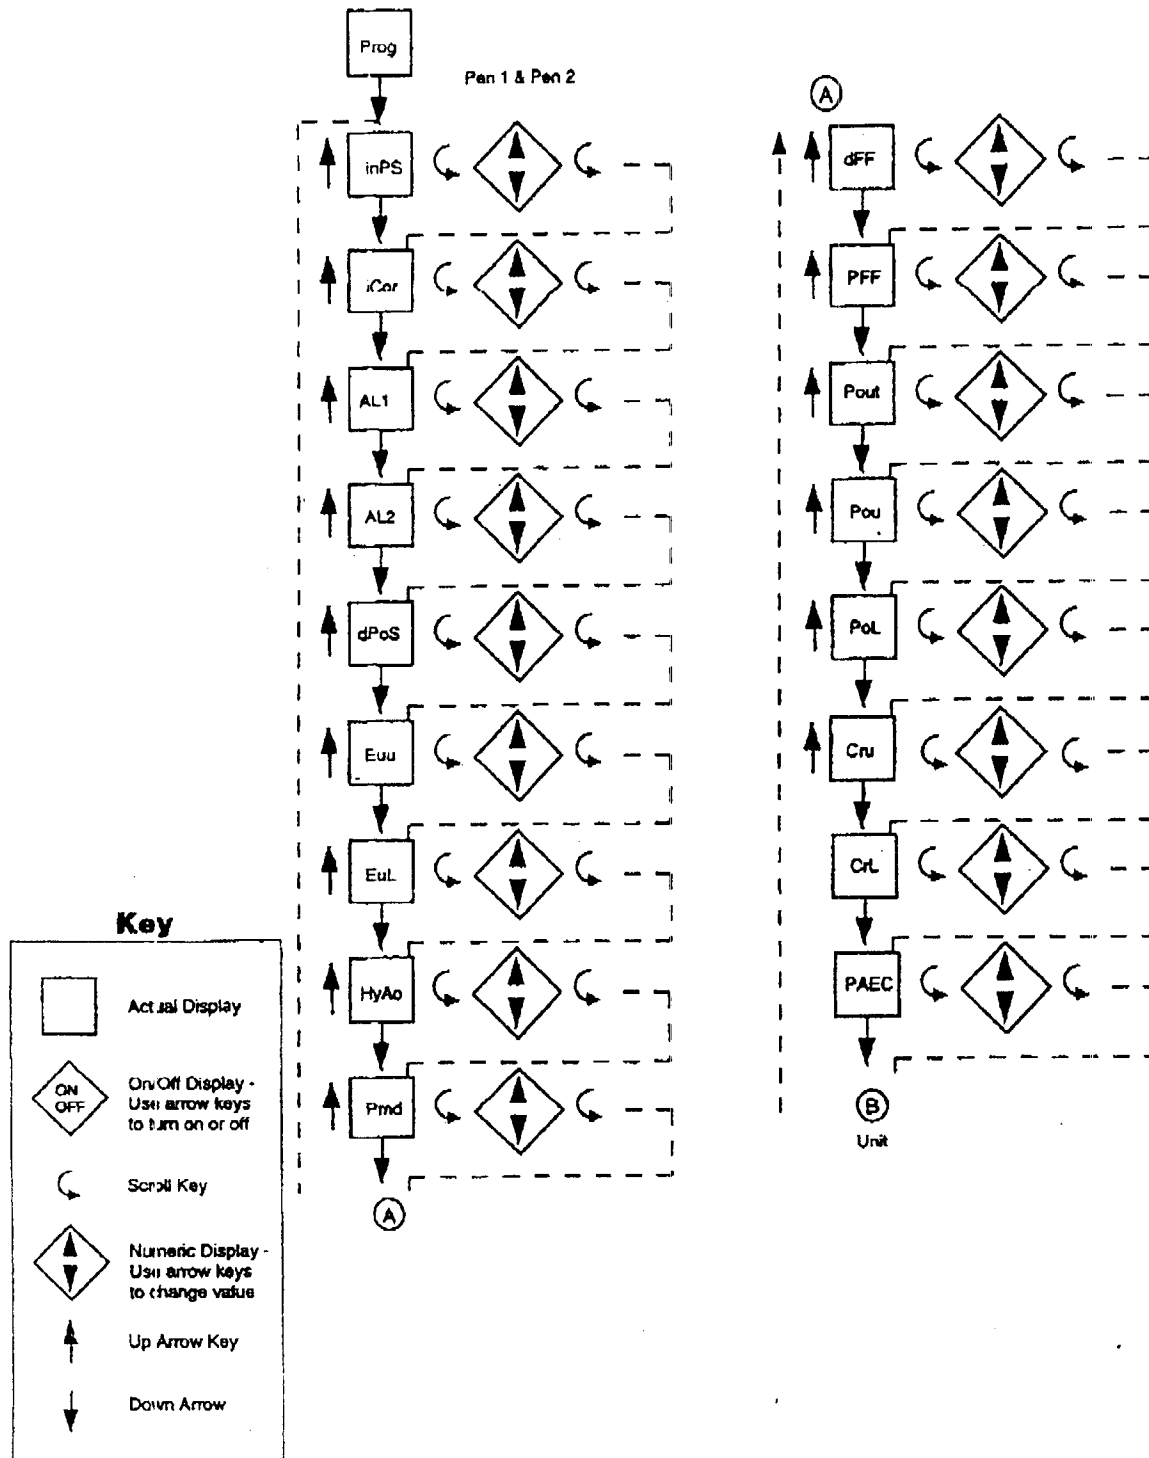 Prog
Pen 1 & Pen 2
inPS
iCor
AL1
AL2
dPoS
Euu
EuL
HyAo
Pmd
A
A
dFF
PFF
Pout
Pou
PoL
Cru
CrL
PAEC
B
Unit
Key
Actual Display
ON
OFF
On/Off Display -
Use arrow keys
to turn on or off
Scroll Key
Numeric Display -
Use arrow keys
to change value
Up Arrow Key
Down Arrow